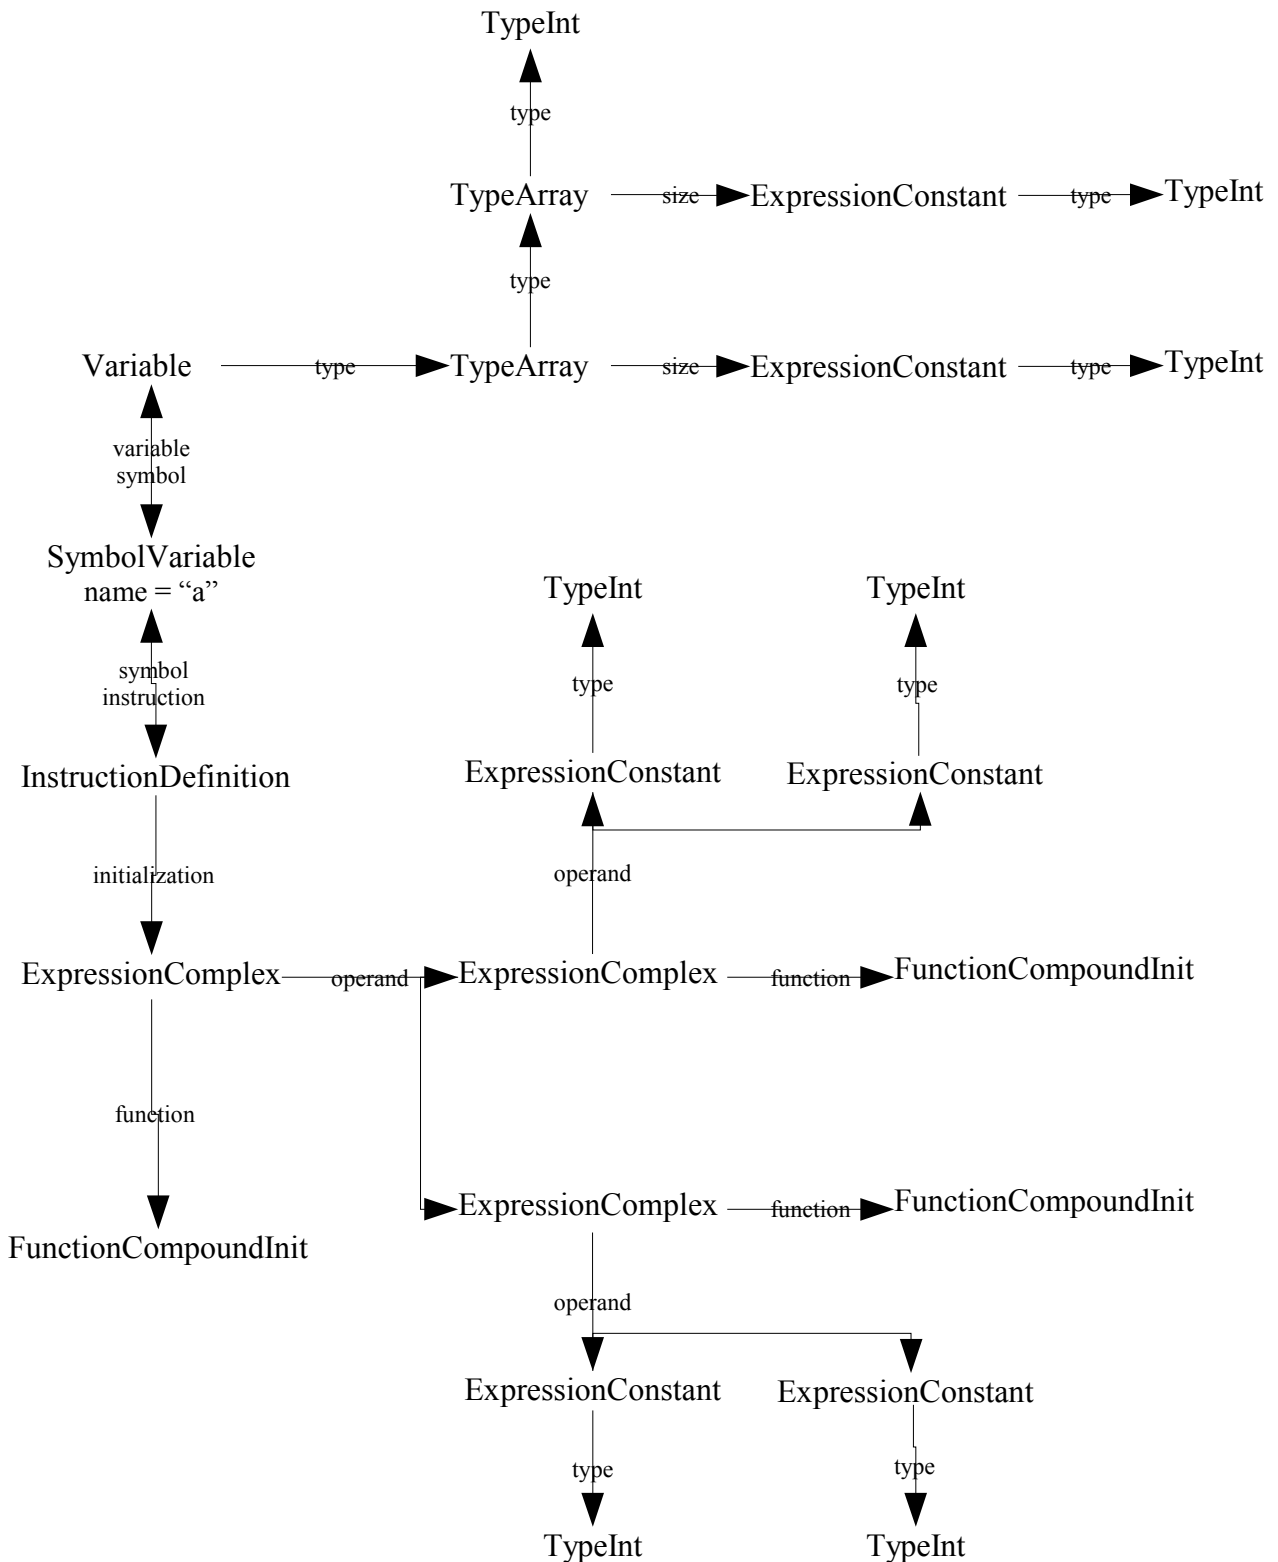 TypeInt
type
TypeArray
size
ExpressionConstant
type
TypeInt
type
Variable
type
TypeArray
size
ExpressionConstant
type
TypeInt
variable
symbol
SymbolVariable
name = “a”
TypeInt
TypeInt
symbol
instruction
type
type
InstructionDefinition
ExpressionConstant
ExpressionConstant
initialization
operand
ExpressionComplex
operand
ExpressionComplex
function
FunctionCompoundInit
function
ExpressionComplex
function
FunctionCompoundInit
FunctionCompoundInit
operand
ExpressionConstant
ExpressionConstant
type
type
TypeInt
TypeInt